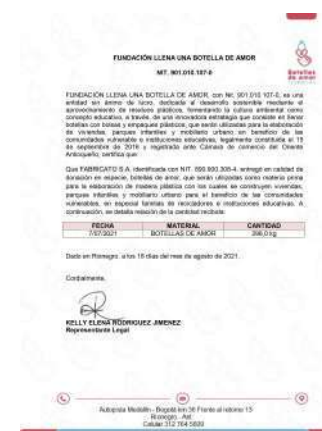 FUNDACIÓN LLENA UNA BOTELLA DE AMOR
NIT. 901.010.107-0
Botellas
de amor
FUNDACIÓN LLENA UNA BOTELLA DE AMOR, con Nit. 901.010.107-0, es una
entidad sin ánimo de lucro, dedicada al desarrollo sostenible mediante el
aprovechamiento de residuos plásticos, fomentando la cultura ambiental como
concepto educativo, a través, de una innovadora estrategia que consiste en llenar
botellas con bolsas y empaques plásticos, que serán utilizadas para la elaboración
de viviendas, parques infantiles y mobiliario urbano en beneficio de las
comunidades vulnerables e instituciones educativas, legalmente constituida el 19
de septiembre de 2016 y registrada ante Cámara de comercio del Oriente
Antioqueño, certifica que:
Que FABRICATO S.A. identificada con NIT. 890.900.308-4, entregó en calidad de
donación en especie, botellas de amor, que serán utilizadas como materia prima
para la elaboración de madera plástica con los cuales se construyen viviendas,
parques infantiles y mobiliario urbano para el beneficio de las comunidades
vulnerables, en especial familias de recicladores e instituciones educativas. A
continuación, se detalla relación de la cantidad recibida:
FECHA MATERIAL CANTIDAD
7/07/2021 BOTELLAS DE AMOR 396,0 kg
Dado en Rionegro, a los 18 días del mes de agosto de 2021.
Cordialmente,
KELLY ELENA RODRIGUEZ JIMENEZ
Representante Legal
Autopista Medellín - Bogotá km 38 Frente al retorno 13
Rionegro - Ant.
Celular 312 764 5899